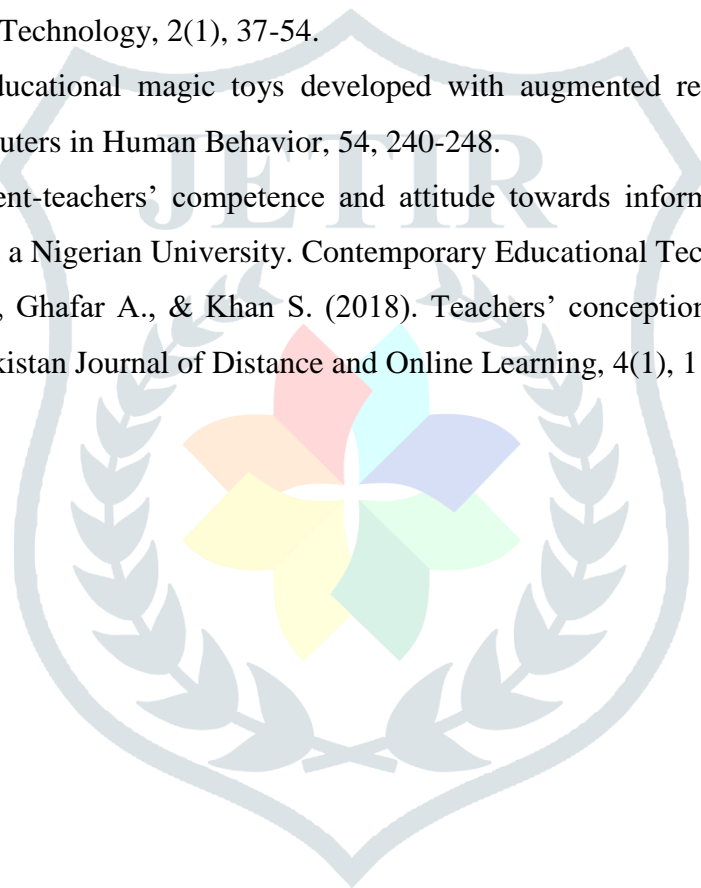 Technology, 2(1), 37-54.
ducational magic toys developed with augmented re
uters in Human Behavior, 54, 240-248.
ent-teachers’ competence and attitude towards inform
a Nigerian University. Contemporary Educational Tec
, Ghafar A., & Khan S. (2018). Teachers’ conception
kistan Journal of Distance and Online Learning, 4(1), 1
JETIR